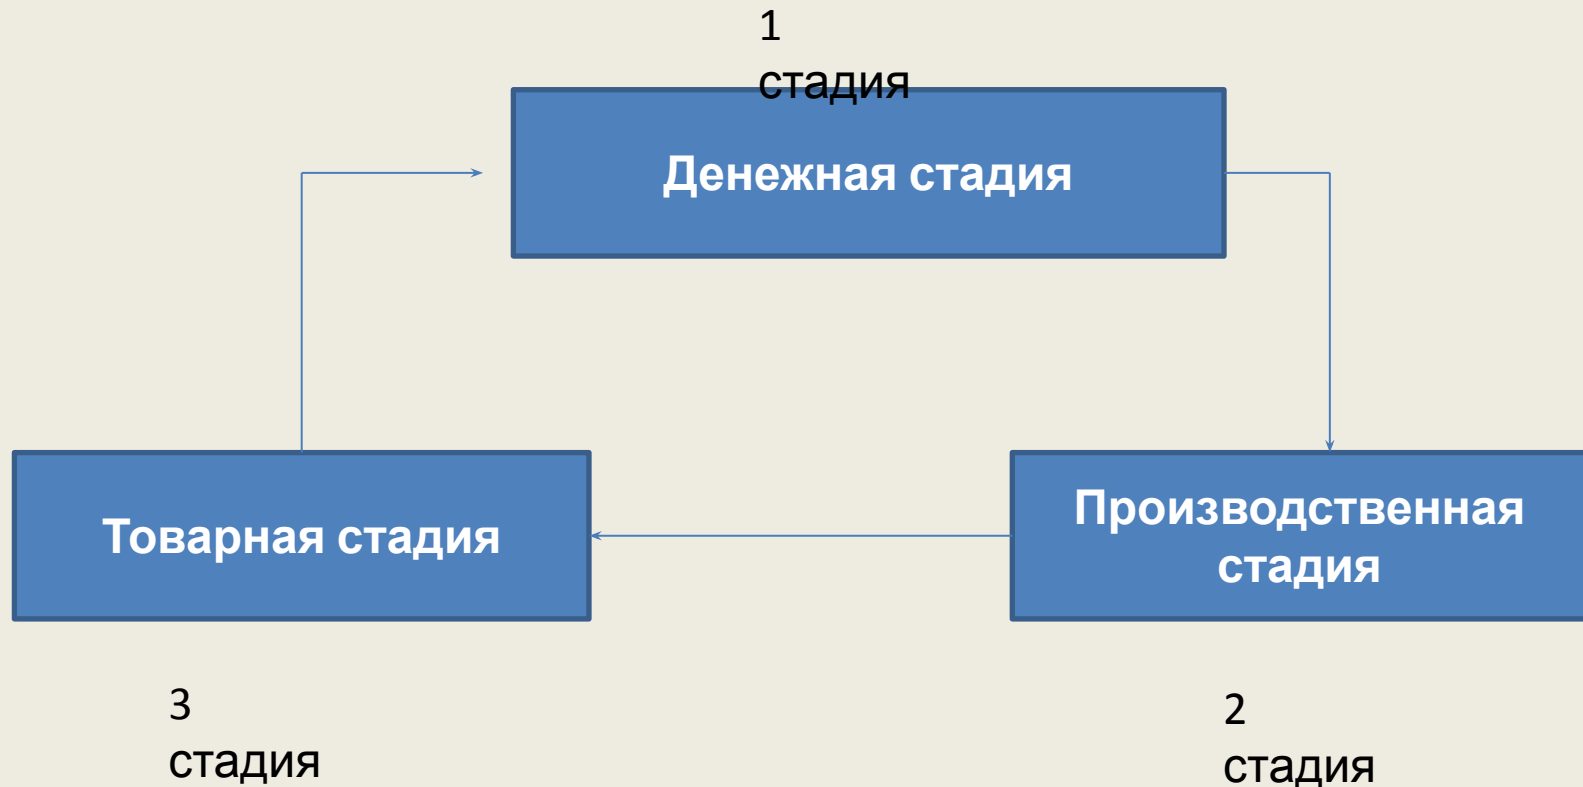 1
стадия
Денежная стадия
Товарная стадия
Производственная
стадия
3
стадия
2
стадия